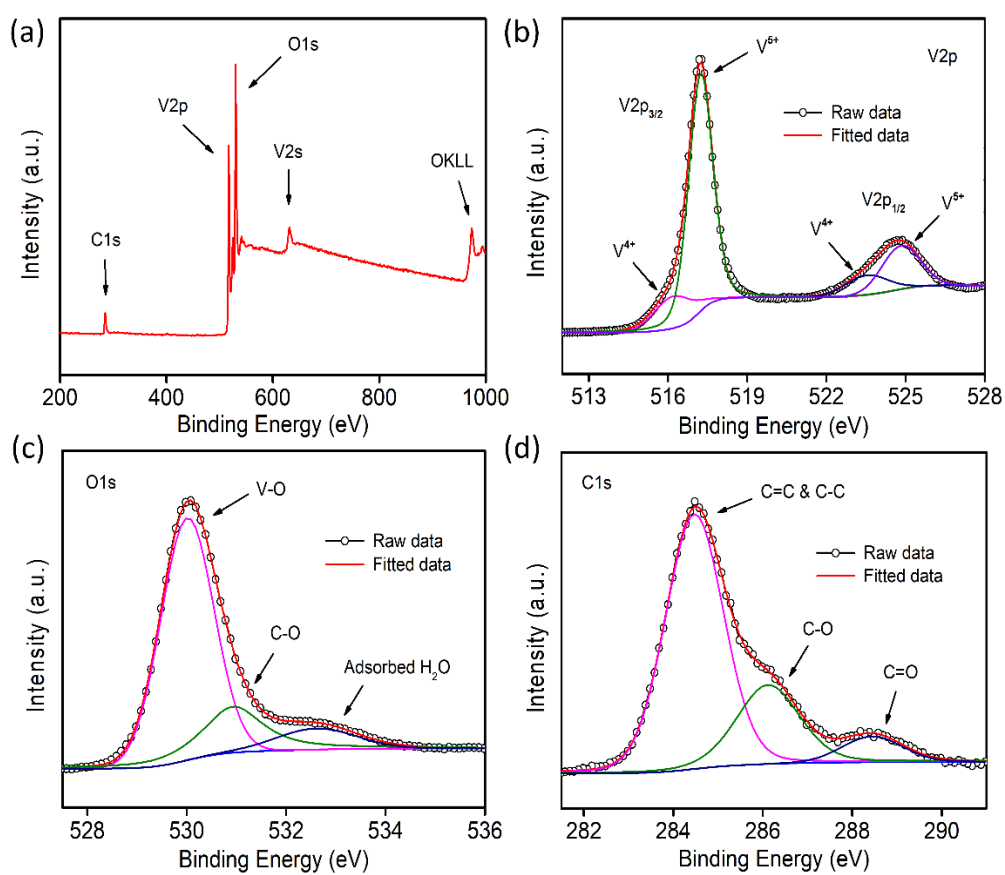 (a)
O1s
V2p
V2s
OKLL
C1s
Intensity (a.u.)
200 400 600 800 1000
Binding Energy (eV)
(b)
V⁵⁺
V2p
V2p₃/₂
Raw data
Fitted data
V2p₁/₂
V⁵⁺
V⁴⁺
V⁴⁺
Intensity (a.u.)
513 516 519 522 525 528
Binding Energy (eV)
(c)
O1s
V-O
Raw data
Fitted data
C-O
Adsorbed H₂O
Intensity (a.u.)
528 530 532 534 536
Binding Energy (eV)
(d)
C1s
C=C & C-C
Raw data
Fitted data
C-O
C=O
Intensity (a.u.)
282 284 286 288 290
Binding Energy (eV)